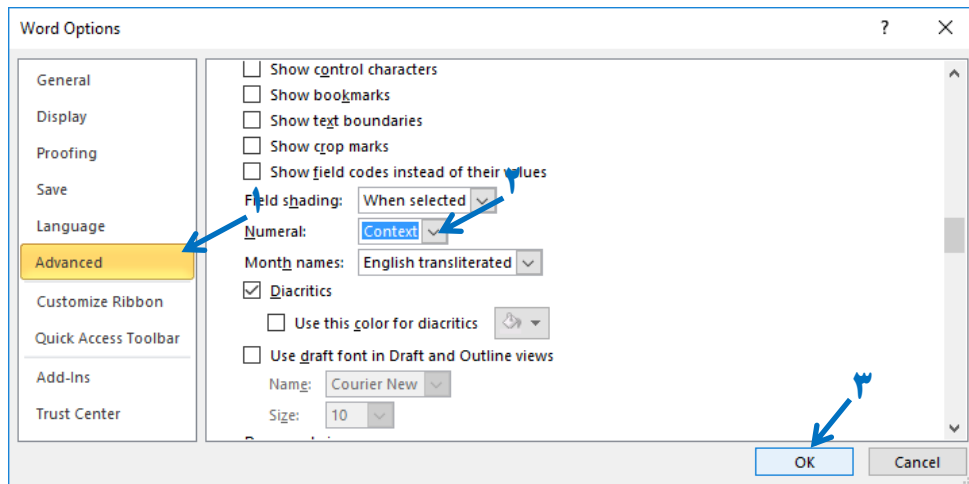 Word Options
General
Display
Proofing
Save
Language
Advanced
Customize Ribbon
Quick Access Toolbar
Add-Ins
Trust Center
Show control characters
Show bookmarks
Show text boundaries
Show crop marks
Show field codes instead of their values
Field shading: When selected
۱
۲
Numeral: Context
Month names: English transliterated
Diacritics
Use this color for diacritics
Use draft font in Draft and Outline views
Name: Courier New
Size: 10
۳
OK Cancel